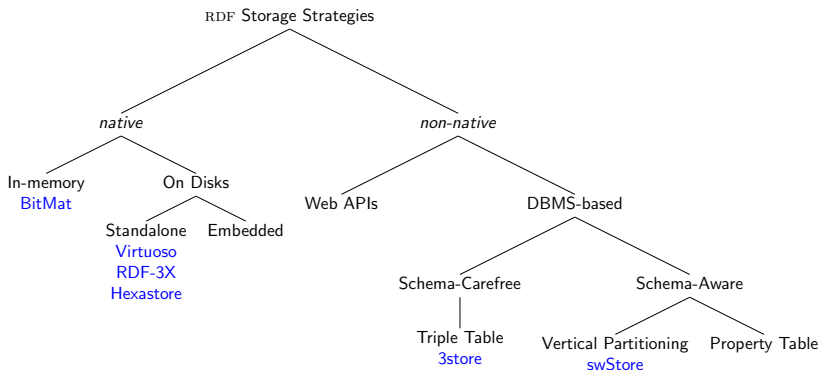 RDF Storage Strategies
native
non-native
In-memory
BitMat
On Disks
Web APIs
DBMS-based
Standalone
Virtuoso
RDF-3X
Hexastore
Embedded
Schema-Carefree
Schema-Aware
Triple Table
3store
Vertical Partitioning
swStore
Property Table